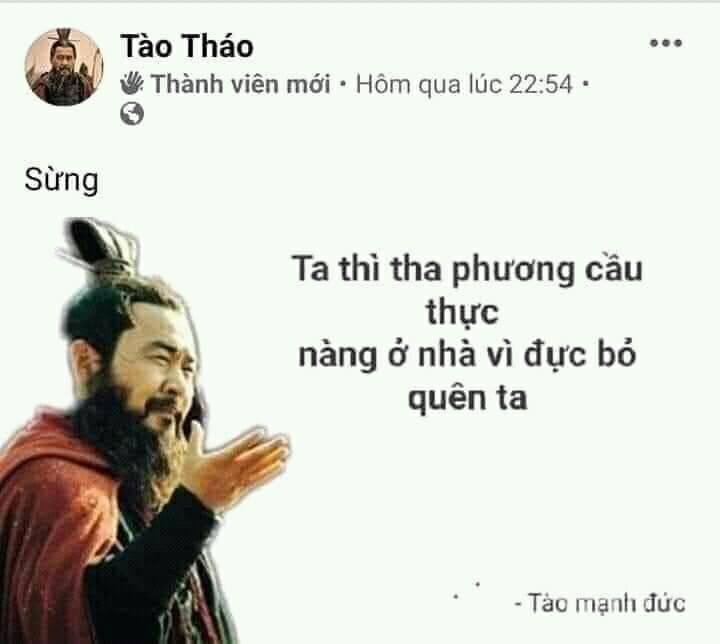 Tào Tháo
Thành viên mới • Hôm qua lúc 22:54 •
Sừng
Ta thì tha phương cầu
thực
nàng ở nhà vì đực bỏ
quên ta
- Tào mạnh đức